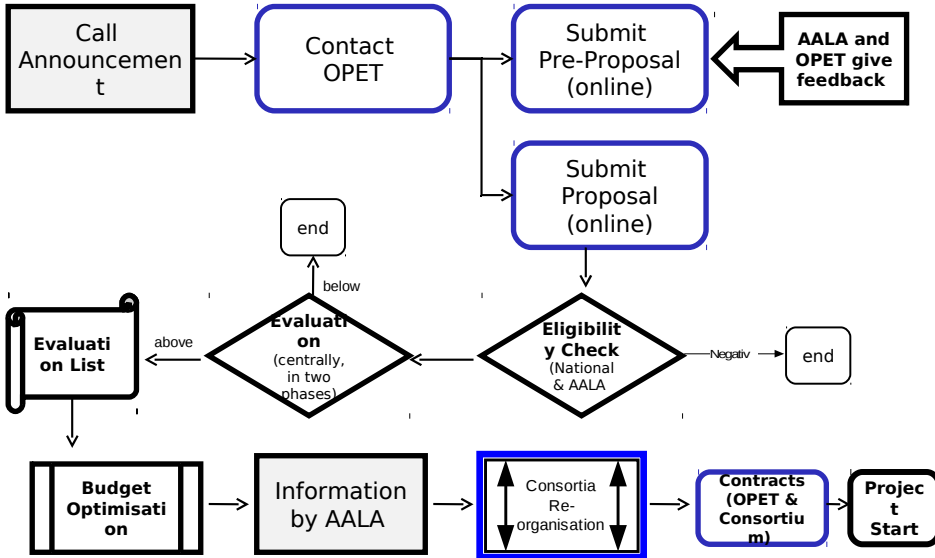 Call
Announcemen
t
Contact
OPET
Submit
Pre-Proposal
(online)
AALA and
OPET give
feedback
Submit
Proposal
(online)
end
below
Evaluati
on List
above
Evaluati
on
(centrally,
in two
phases)
Eligibilit
y Check
(National
& AALA
Negativ
end
Budget
Optimisati
on
Information
by AALA
Consortia
Re-
organisation
Contracts
(OPET &
Consortiu
m)
Projec
t
Start